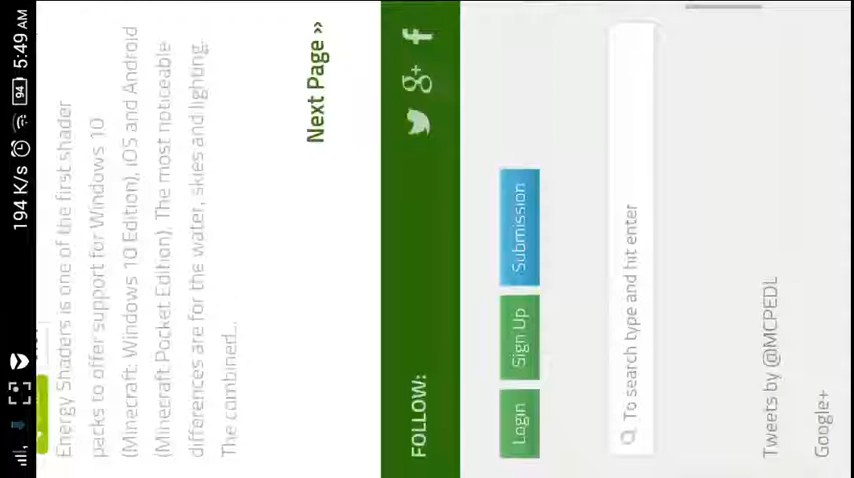 194 K/s 94 5:49 AM
Energy Shaders is one of the first shader
packs to offer support for Windows 10
(Minecraft: Windows 10 Edition), iOS and Android
(Minecraft Pocket Edition). The most noticeable
differences are for the water, skies and lighting.
The combined...
Next Page »
FOLLOW:
Login Sign Up Submission
To search type and hit enter
Tweets by @MCPEDL
Google+